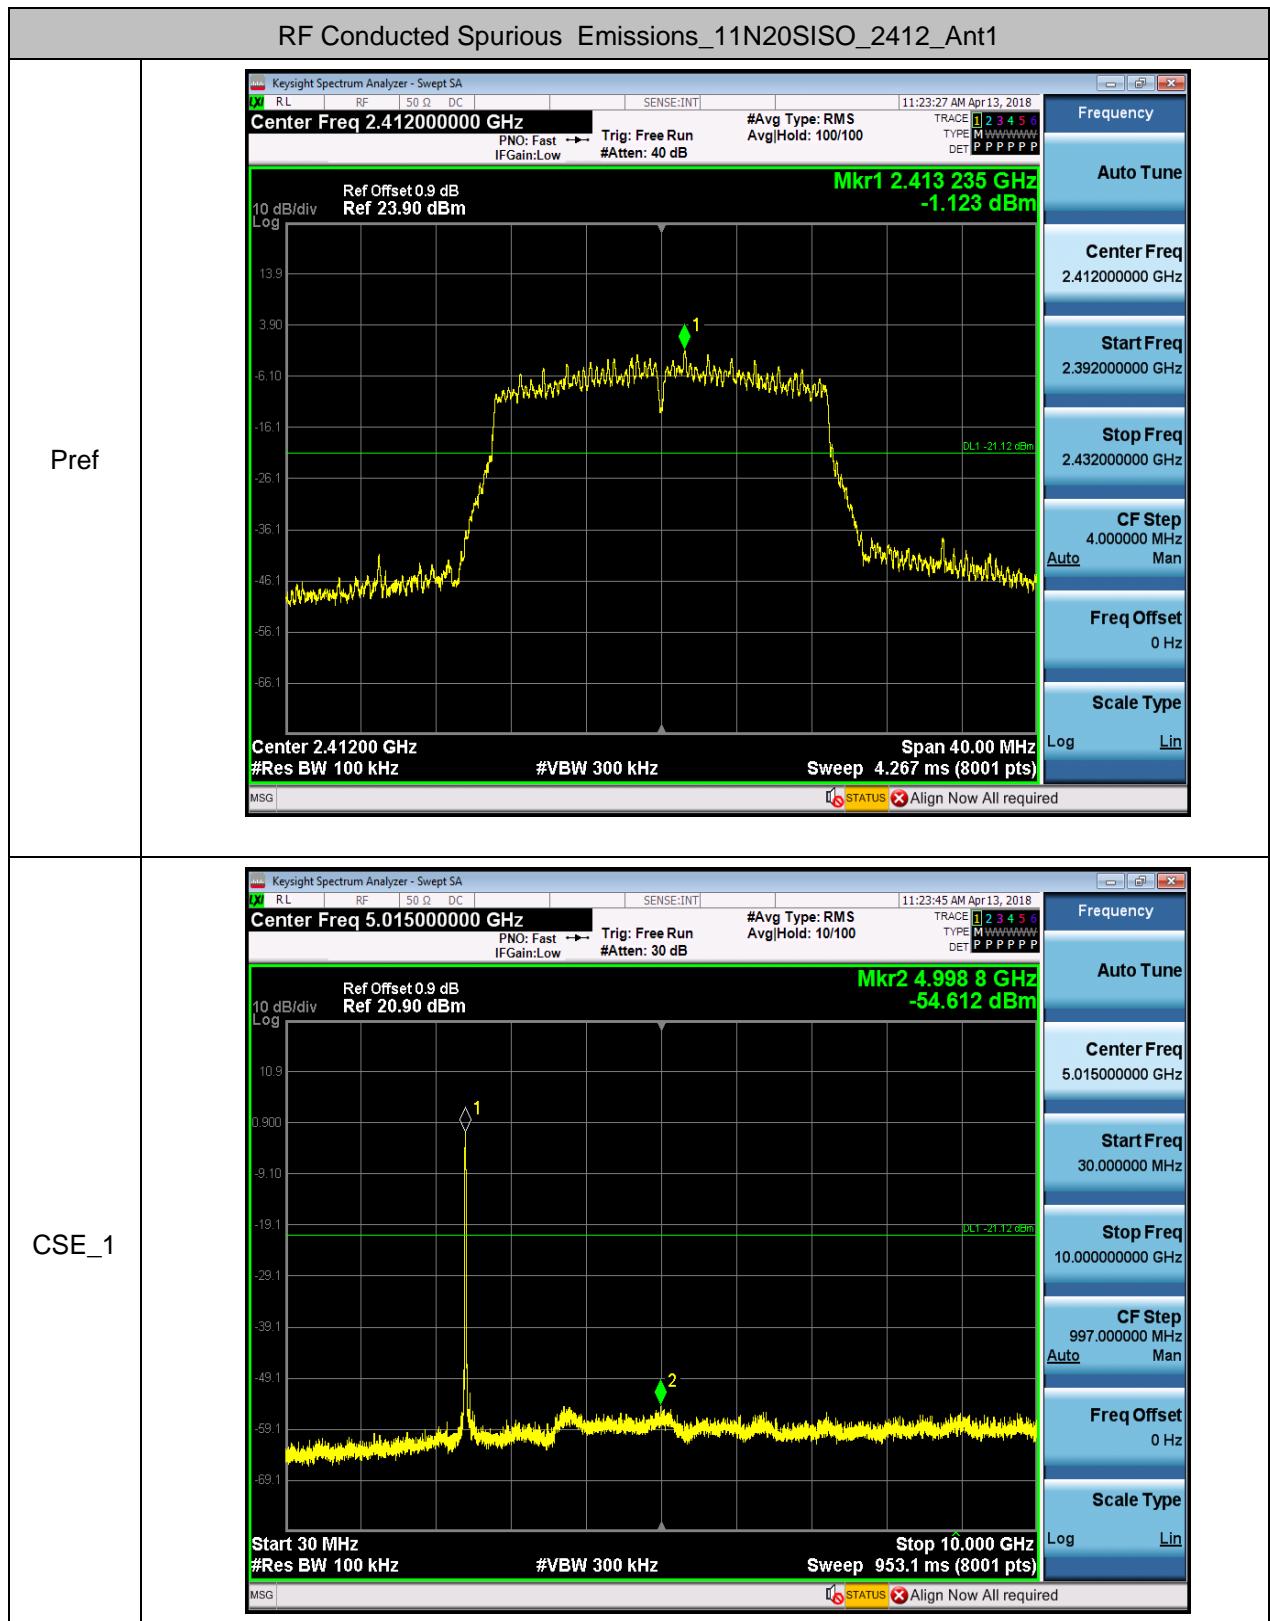 RF Conducted Spurious Emissions_11N20SISO_2412_Ant1
Pref
Keysight Spectrum Analyzer - Swept SA
LXI RL RF 50 Ω DC SENSE:INT 11:23:27 AM Apr 13, 2018
Center Freq 2.412000000 GHz
PNO: Fast
IFGain:Low
Trig: Free Run
#Atten: 40 dB
#Avg Type: RMS
Avg|Hold: 100/100
TRACE 1 2 3 4 5 6
TYPE M WWWWW
DET P P P P P P
Frequency
Auto Tune
Mkr1 2.413 235 GHz
-1.123 dBm
Ref Offset 0.9 dB
10 dB/div Ref 23.90 dBm
Log
13.9
3.90
-6.10
-16.1
-26.1
-36.1
-46.1
-56.1
-66.1
1
DL1 -21.12 dBm
Center Freq
2.412000000 GHz
Start Freq
2.392000000 GHz
Stop Freq
2.432000000 GHz
CF Step
4.000000 MHz
Auto Man
Freq Offset
0 Hz
Scale Type
Log Lin
Center 2.41200 GHz Span 40.00 MHz
#Res BW 100 kHz #VBW 300 kHz Sweep 4.267 ms (8001 pts)
MSG STATUS Align Now All required
CSE_1
Keysight Spectrum Analyzer - Swept SA
LXI RL RF 50 Ω DC SENSE:INT 11:23:45 AM Apr 13, 2018
Center Freq 5.015000000 GHz
PNO: Fast
IFGain:Low
Trig: Free Run
#Atten: 30 dB
#Avg Type: RMS
Avg|Hold: 10/100
TRACE 1 2 3 4 5 6
TYPE M WWWWW
DET P P P P P P
Frequency
Auto Tune
Mkr2 4.998 8 GHz
-54.612 dBm
Ref Offset 0.9 dB
10 dB/div Ref 20.90 dBm
Log
10.9
0.900
-9.10
-19.1
-29.1
-39.1
-49.1
-59.1
-69.1
1
2
DL1 -21.12 dBm
Center Freq
5.015000000 GHz
Start Freq
30.000000 MHz
Stop Freq
10.000000000 GHz
CF Step
997.000000 MHz
Auto Man
Freq Offset
0 Hz
Scale Type
Log Lin
Start 30 MHz Stop 10.000 GHz
#Res BW 100 kHz #VBW 300 kHz Sweep 953.1 ms (8001 pts)
MSG STATUS Align Now All required